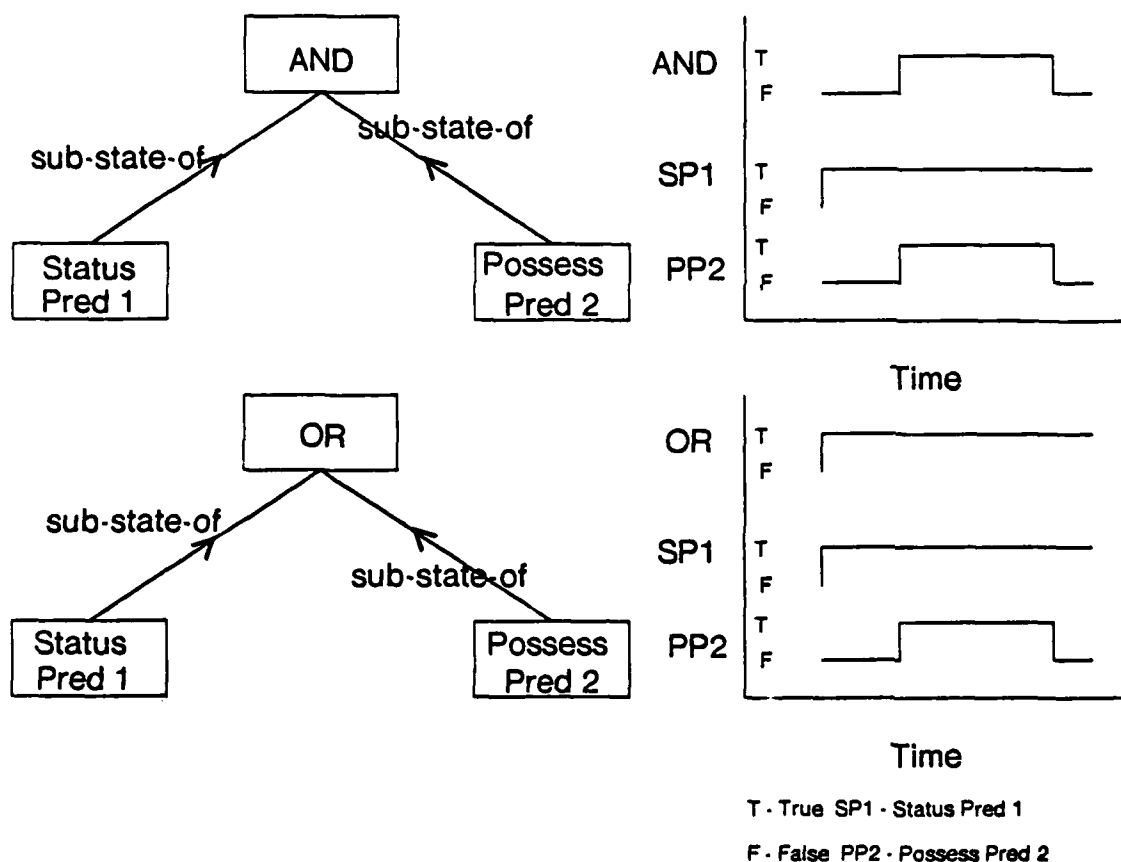 AND
sub-state-of
sub-state-of
Status
Pred 1
Possess
Pred 2
AND
T
F
SP1
T
F
PP2
T
F
Time
OR
sub-state-of
sub-state-of
Status
Pred 1
Possess
Pred 2
OR
T
F
SP1
T
F
PP2
T
F
Time
T - True SP1 - Status Pred 1
F - False PP2 - Possess Pred 2